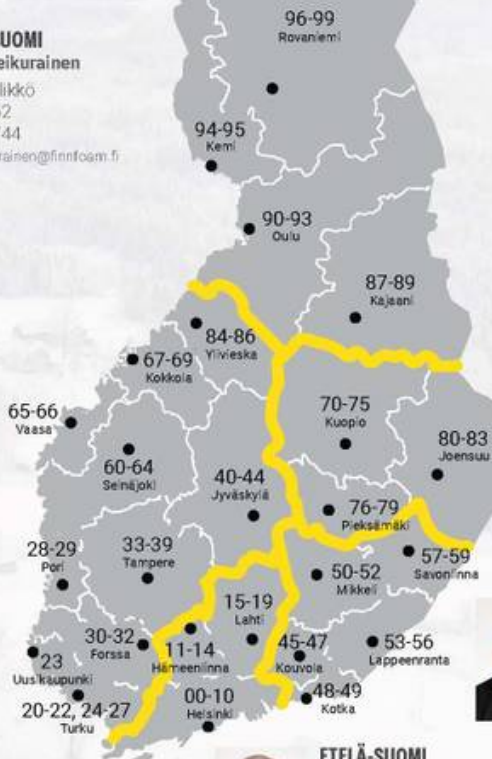 UOMI
eikurainen
likkö
52
44
rainen@finnfoam.fi
96-99
Rovaniemi
94-95
Kemi
90-93
Oulu
87-89
Kajaani
84-86
Ylivieska
67-69
Kokkola
65-66
Vaasa
70-75
Kuopio
80-83
Joensuu
60-64
Seinäjoki
40-44
Jyväskylä
76-79
Pieksämäki
28-29
Pori
33-39
Tampere
57-59
Savonlinna
50-52
Mikkeli
15-19
Lahti
30-32
Forssa
11-14
Hämeenlinna
45-47
Kouvola
53-56
Lappeenranta
23
Uusikaupunki
20-22, 24-27
Turku
00-10
Helsinki
48-49
Kotka
ETELÄ-SUOMI